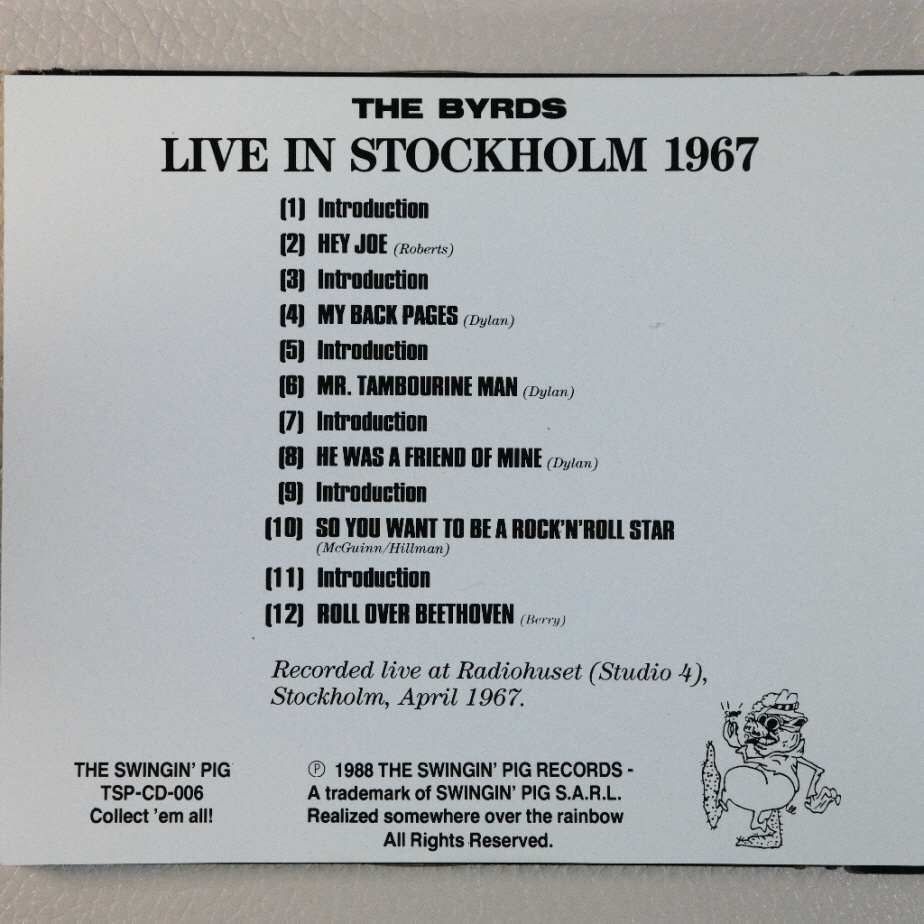 THE BYRDS
LIVE IN STOCKHOLM 1967
(1) Introduction
(2) HEY JOE (Roberts)
(3) Introduction
(4) MY BACK PAGES (Dylan)
(5) Introduction
(6) MR. TAMBOURINE MAN (Dylan)
(7) Introduction
(8) HE WAS A FRIEND OF MINE (Dylan)
(9) Introduction
(10) SO YOU WANT TO BE A ROCK'N'ROLL STAR
(McGuinn/Hillman)
(11) Introduction
(12) ROLL OVER BEETHOVEN (Berry)
Recorded live at Radiohuset (Studio 4),
Stockholm, April 1967.
THE SWINGIN' PIG
TSP-CD-006
Collect 'em all!
℗ 1988 THE SWINGIN' PIG RECORDS -
A trademark of SWINGIN' PIG S.A.R.L.
Realized somewhere over the rainbow
All Rights Reserved.